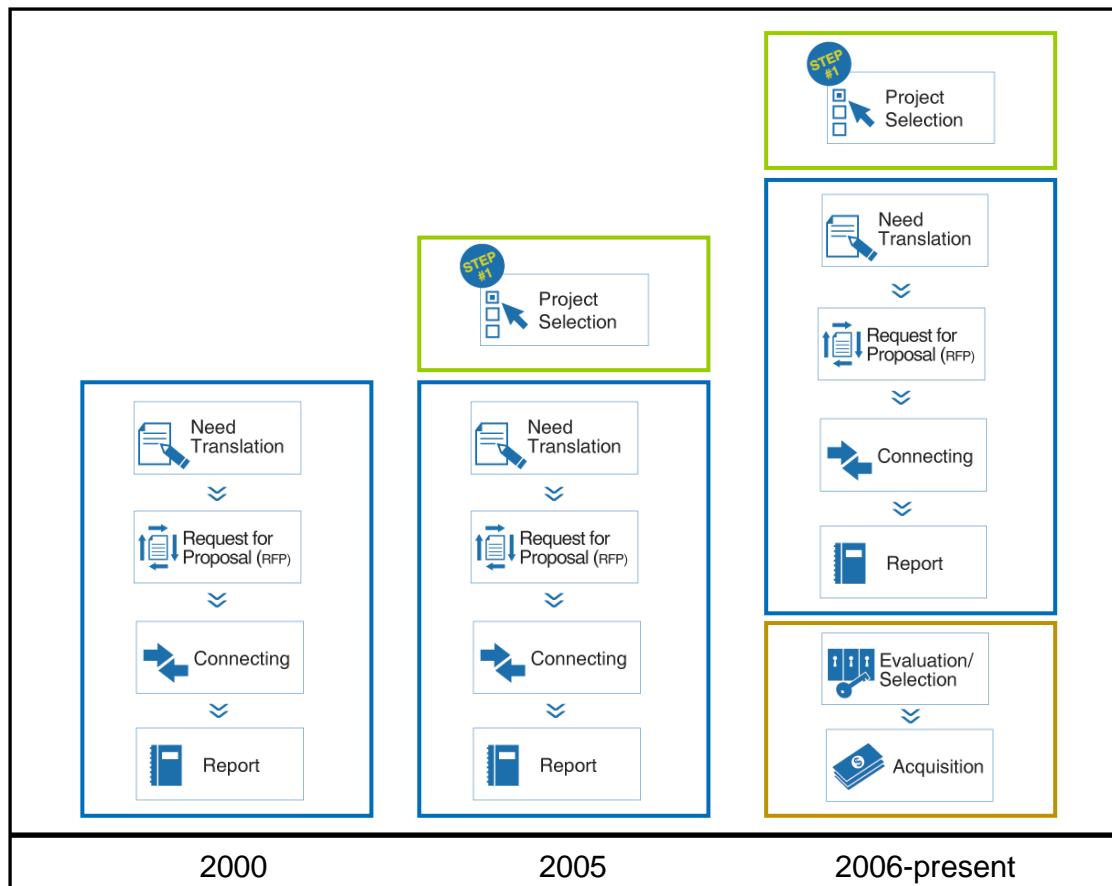 STEP
#1
Project
Selection
Need
Translation
Request for
Proposal (RFP)
Connecting
Report
Evaluation/
Selection
Acquisition
STEP
#1
Project
Selection
Need
Translation
Request for
Proposal (RFP)
Connecting
Report
Need
Translation
Request for
Proposal (RFP)
Connecting
Report
2000
2005
2006-present